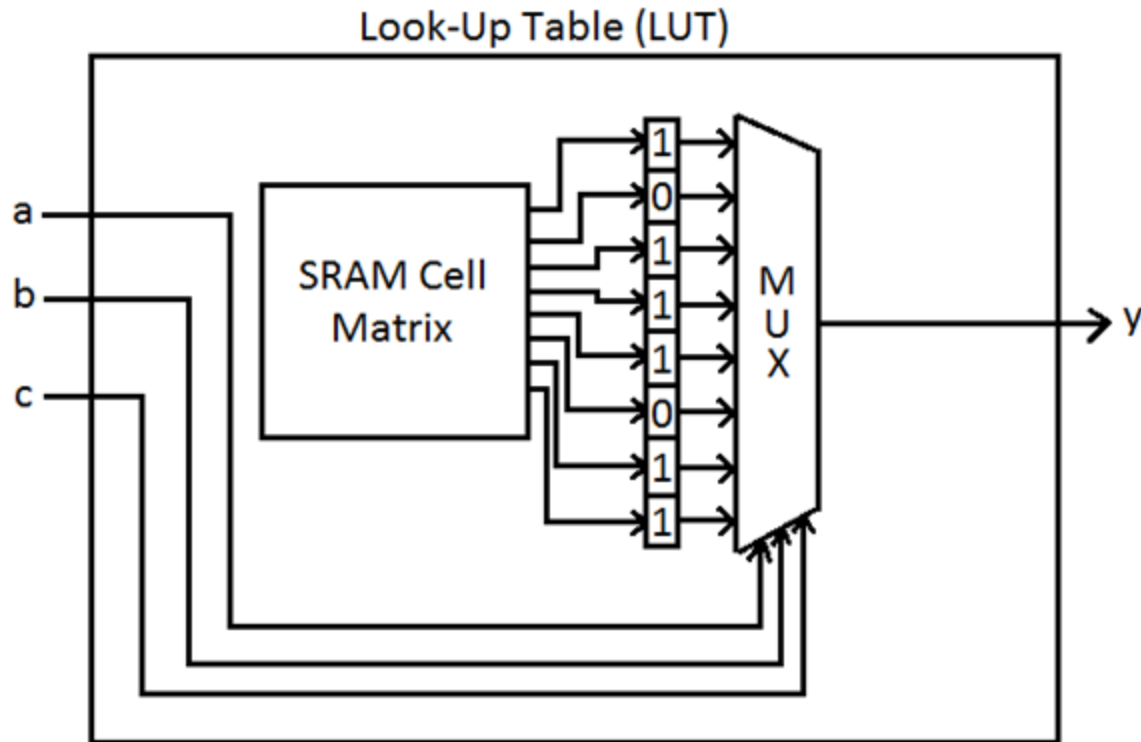 Look-Up Table (LUT)
a
b
c
SRAM Cell
Matrix
1
0
1
1
1
0
1
1
M
U
X
y